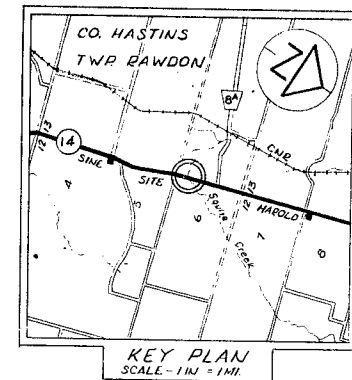 CO. HASTINS
TWP. RAWDON
N
8A
CNR
12 13
14
SINE
SITE
4
5
6
Squire
Creek
12 13
HAROLD
7
8
KEY PLAN
SCALE - 1 IN = 1 MI.